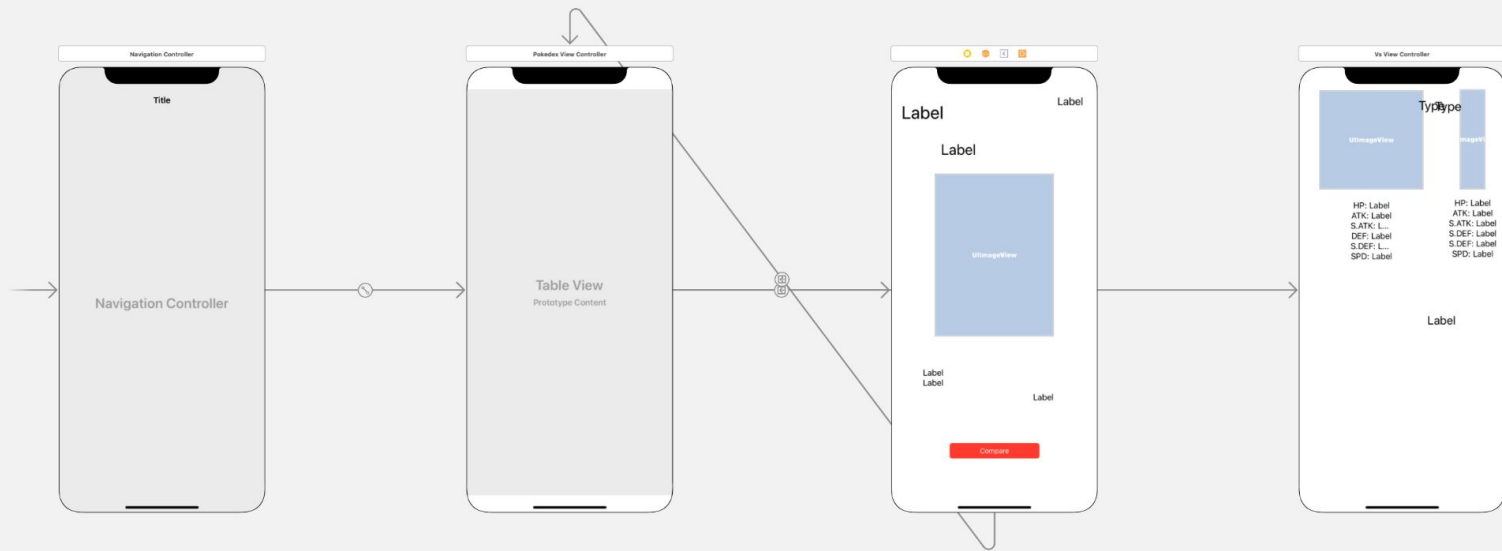 Navigation Controller
Title
Navigation Controller
Pokedex View Controller
Table View
Prototype Content
Label
Label
Label
UIImageView
Label
Label
Label
Compare
Vs View Controller
Type
Type
UIImageView
mageVi
HP: Label
ATK: Label
S.ATK: L...
DEF: Label
S.DEF: L...
SPD: Label
HP: Label
ATK: Label
S.ATK: Label
S.DEF: Label
S.DEF: Label
SPD: Label
Label